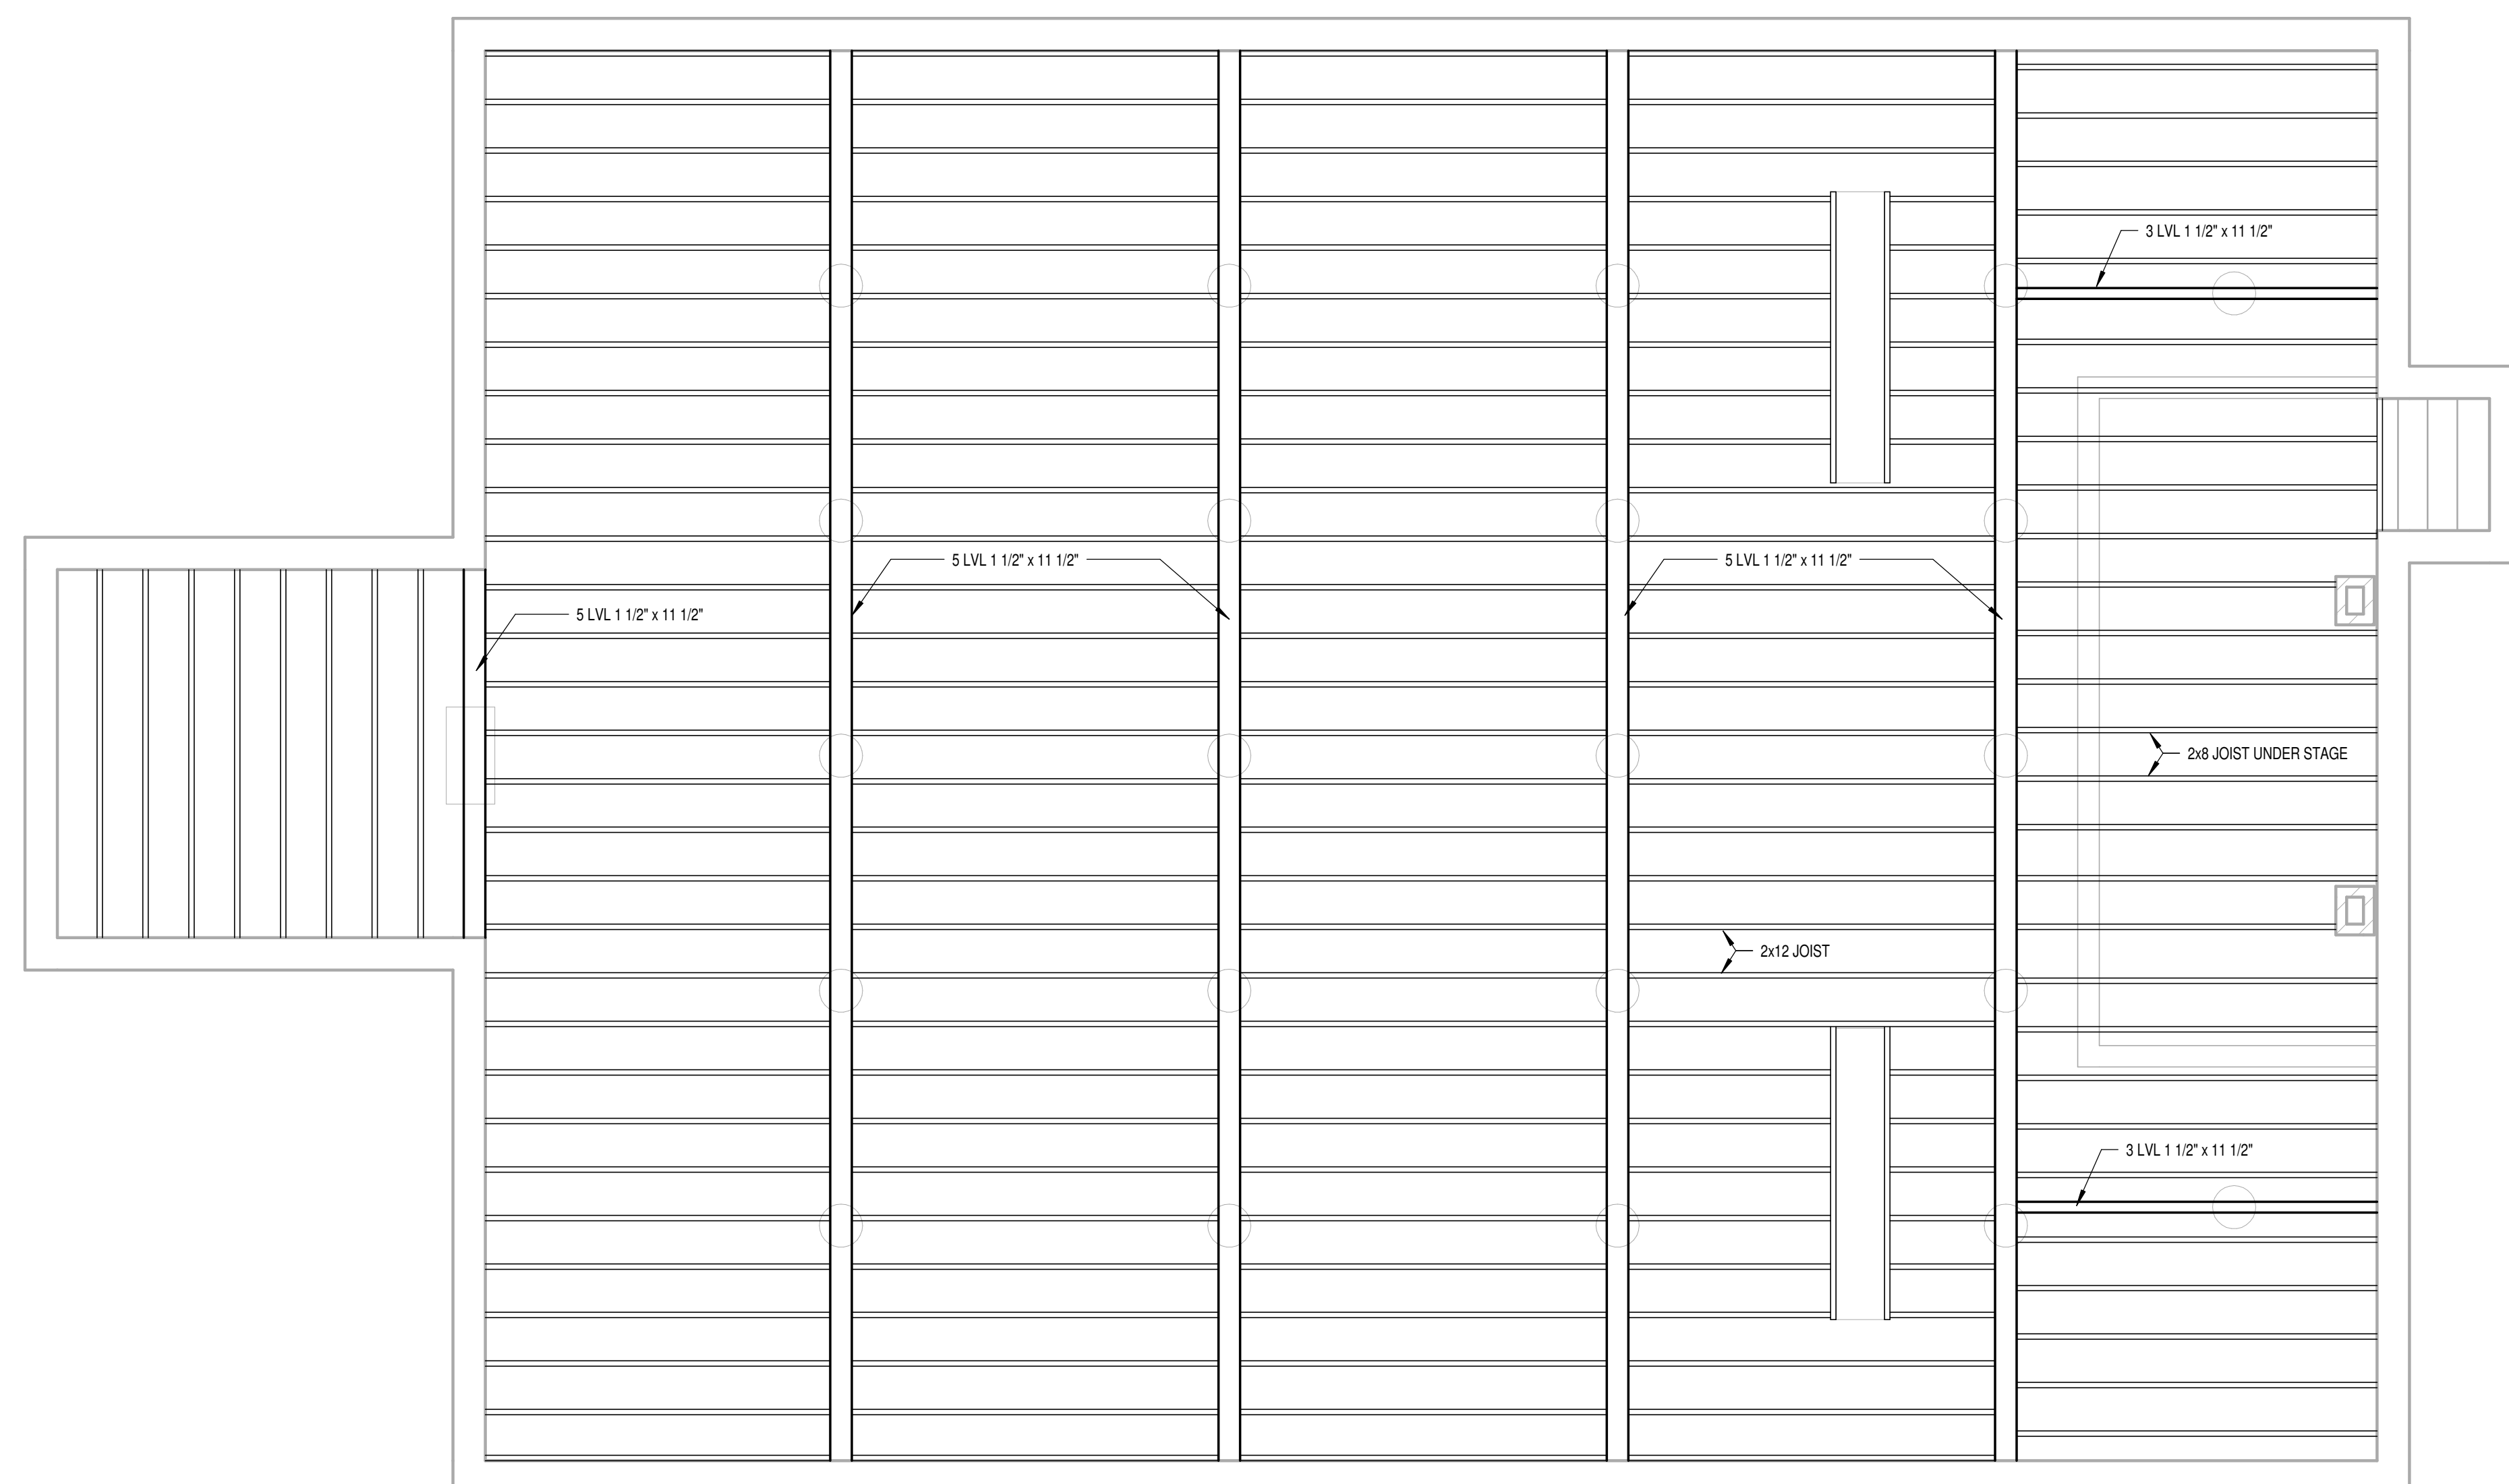 3 LVL 1 1/2" x 11 1/2"
5 LVL 1 1/2" x 11 1/2"
5 LVL 1 1/2" x 11 1/2"
5 LVL 1 1/2" x 11 1/2"
2x8 JOIST UNDER STAGE
2x12 JOIST
3 LVL 1 1/2" x 11 1/2"